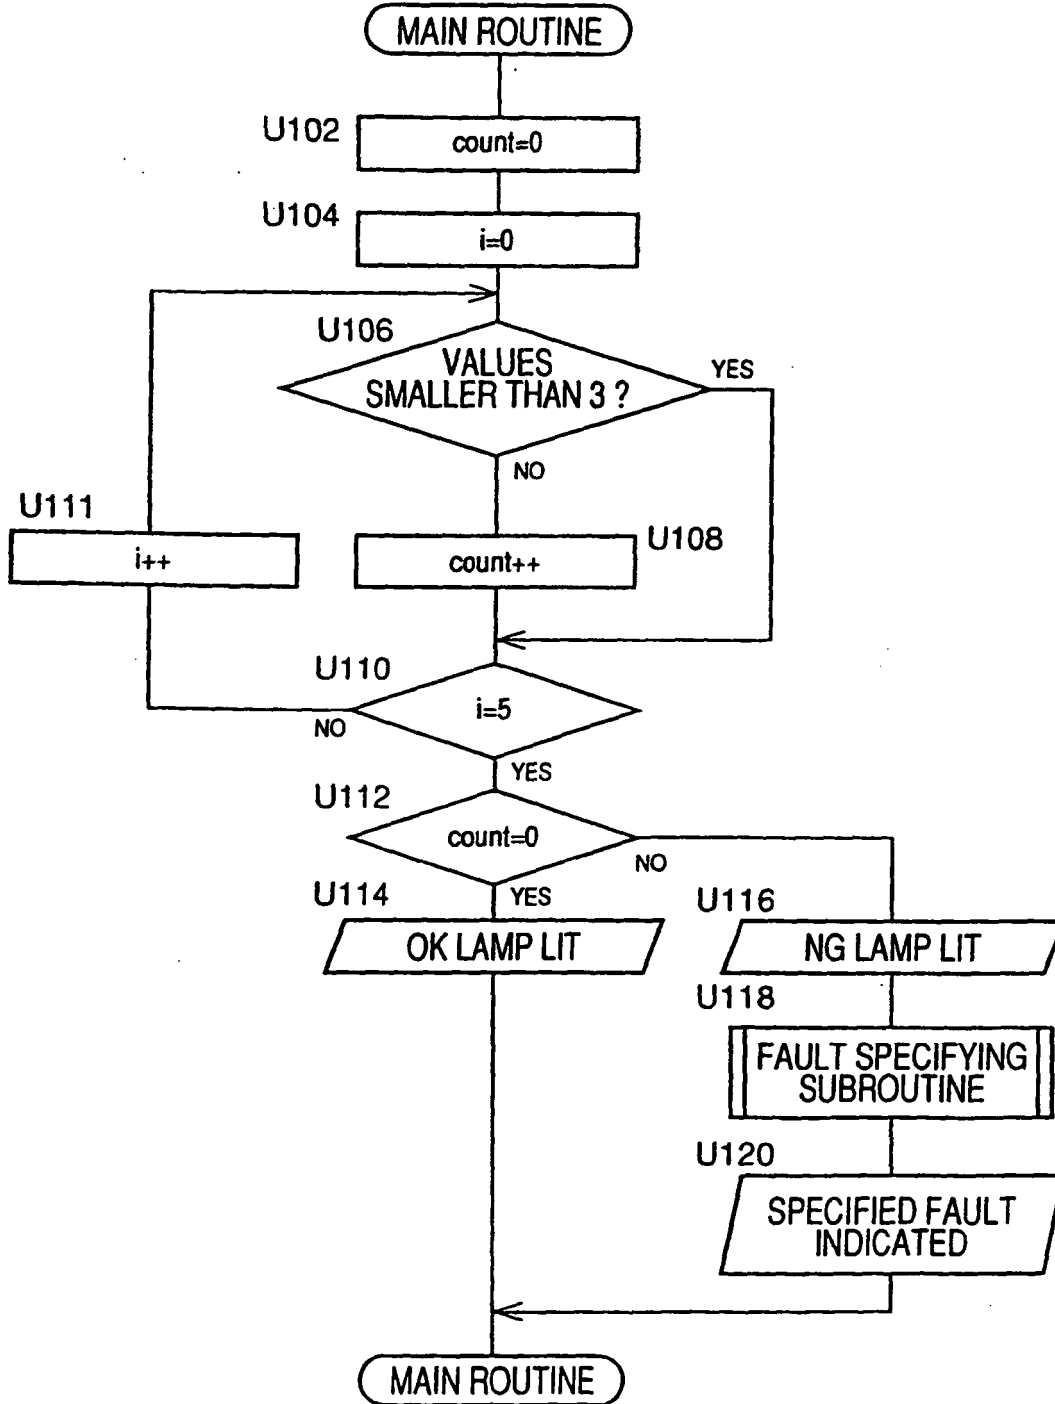 MAIN ROUTINE
U102
count=0
U104
i=0
U106
VALUES
SMALLER THAN 3 ?
YES
NO
U111
i++
U108
count++
U110
i=5
NO
YES
U112
count=0
NO
YES
U114
OK LAMP LIT
U116
NG LAMP LIT
U118
FAULT SPECIFYING
SUBROUTINE
U120
SPECIFIED FAULT
INDICATED
MAIN ROUTINE